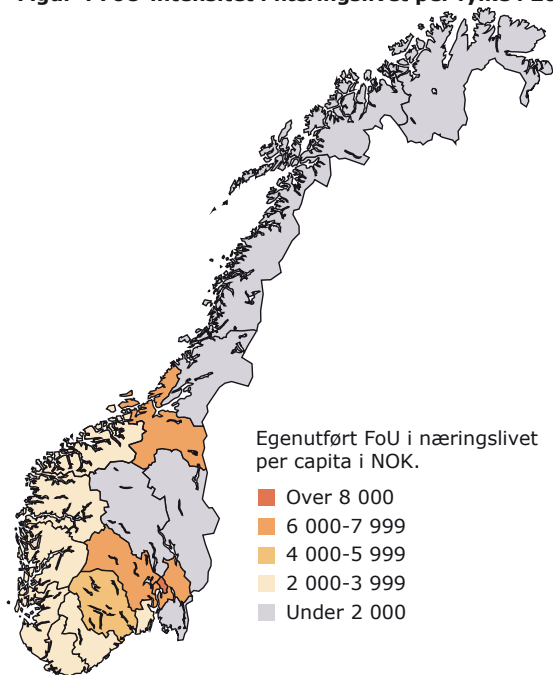 Egenutført FoU i næringslivet
per capita i NOK.
Over 8 000
6 000-7 999
4 000-5 999
2 000-3 999
Under 2 000